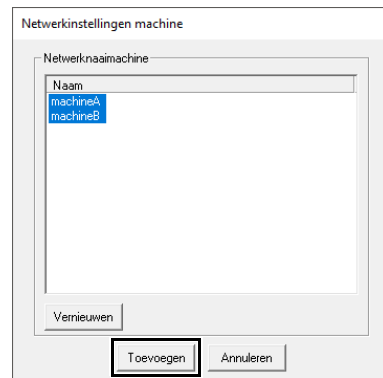 Netwerkinstellingen machine
Netwerknaaimachine
Naam
machineA
machineB
Vernieuwen
Toevoegen
Annuleren